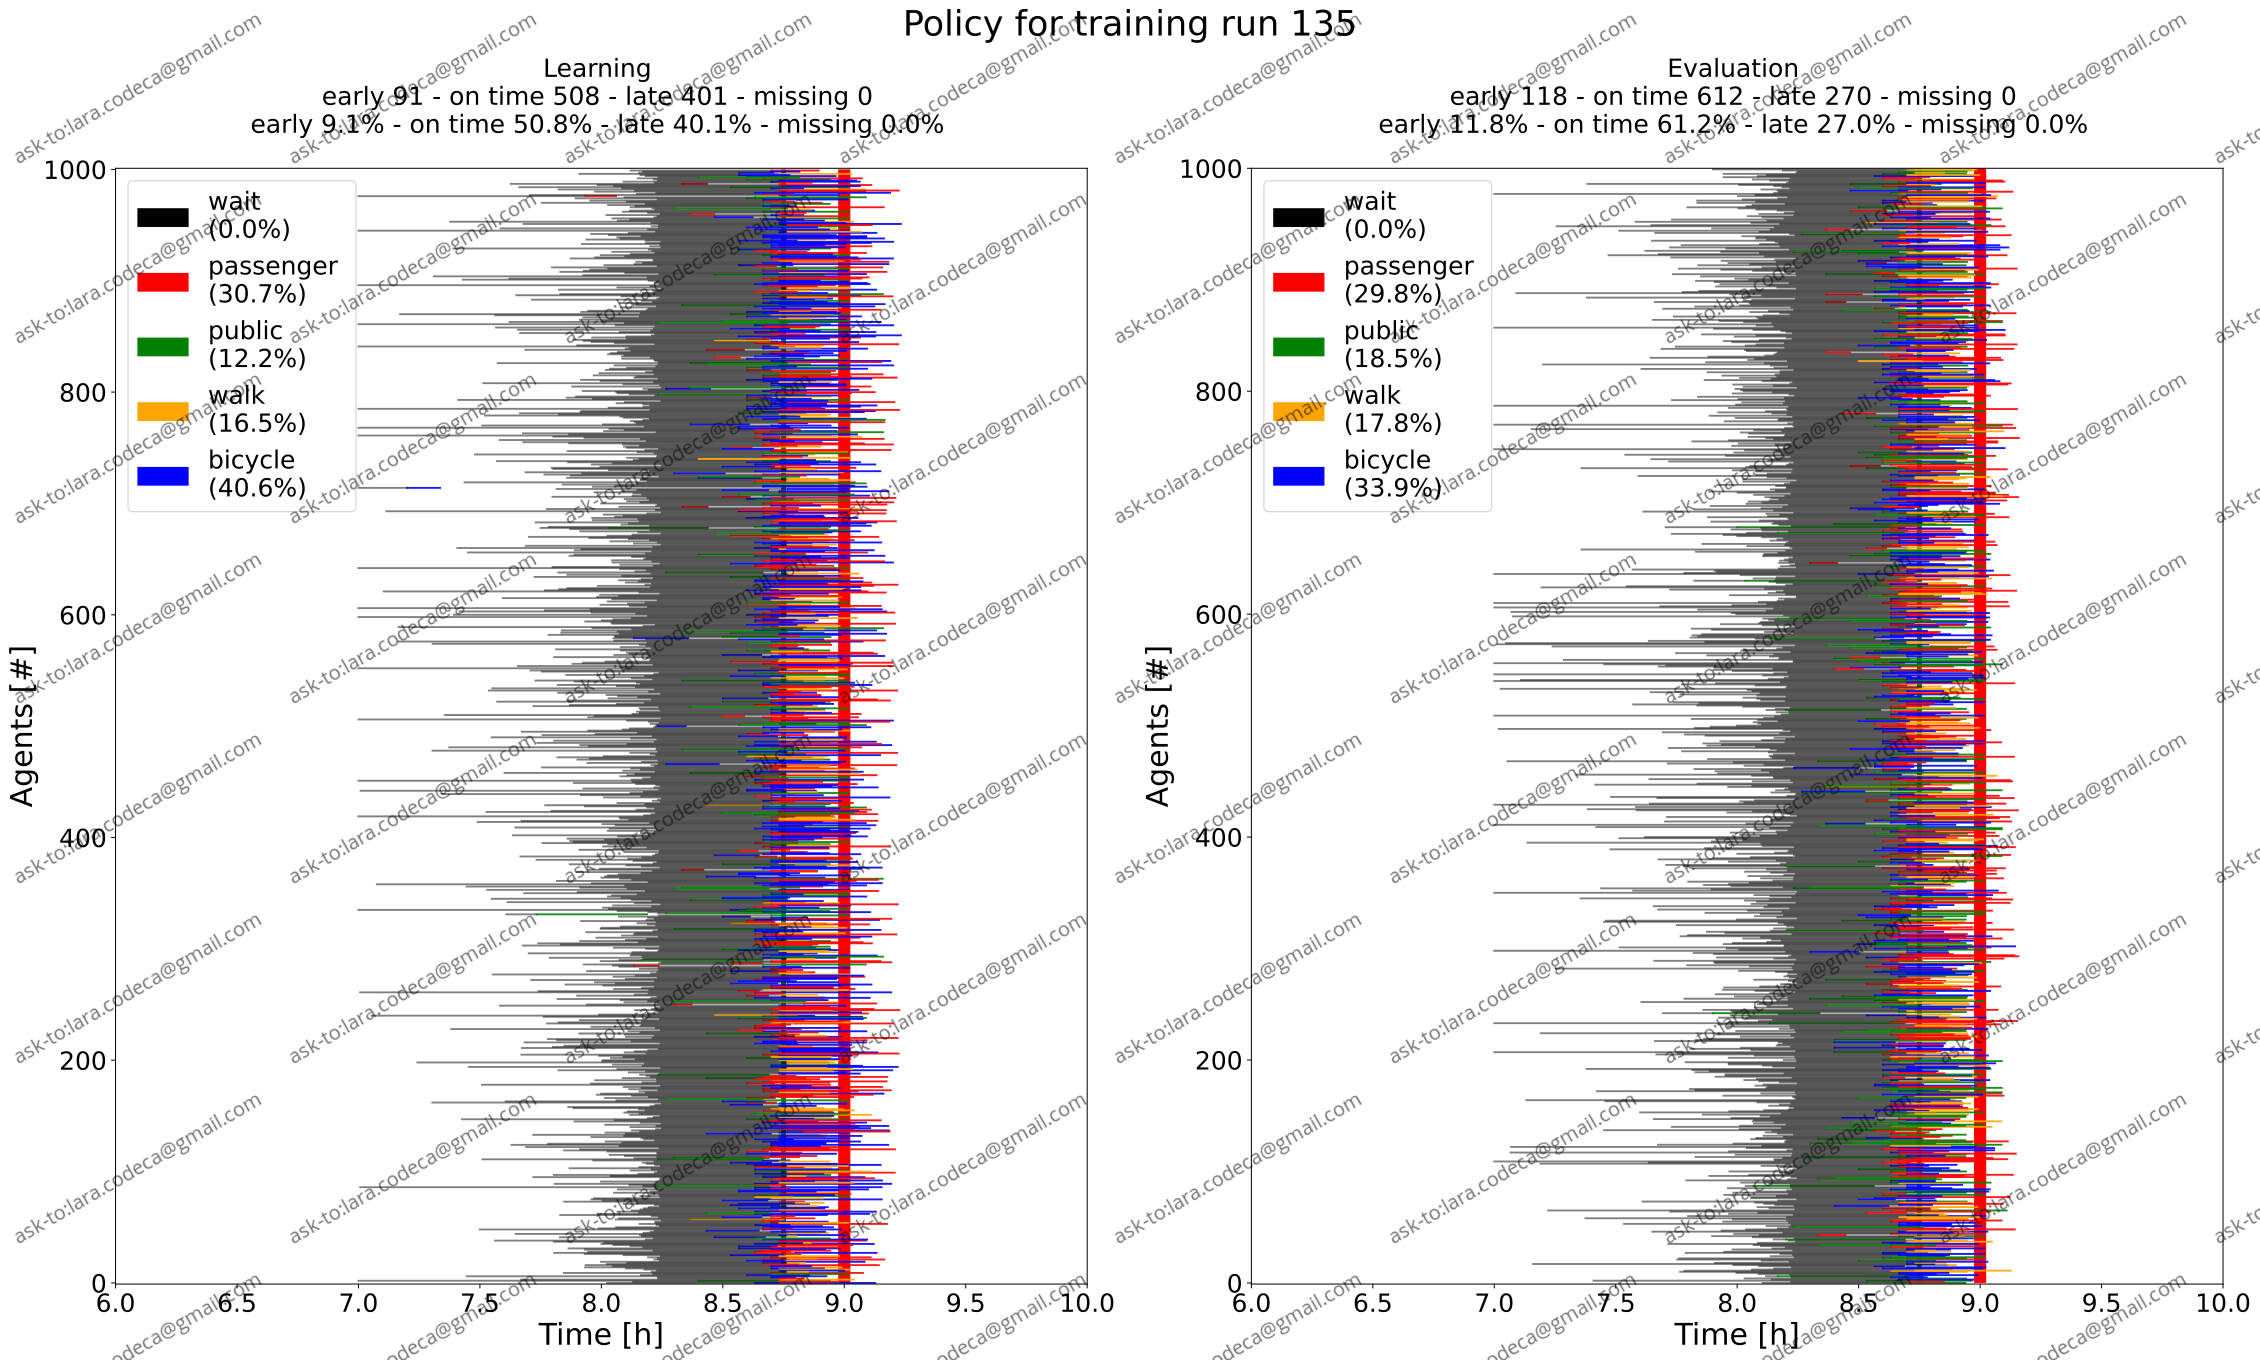 Policy for training run 135
Learning
early 91 - on time 508 - late 401 - missing 0
early 9.1% - on time 50.8% - late 40.1% - missing 0.0%
wait
(0.0%)
passenger
(30.7%)
public
(12.2%)
walk
(16.5%)
bicycle
(40.6%)
Agents [#]
1000
800
600
400
200
0
6.0 6.5 7.0 7.5 8.0 8.5 9.0 9.5 10.0
Time [h]
Evaluation
early 118 - on time 612 - late 270 - missing 0
early 11.8% - on time 61.2% - late 27.0% - missing 0.0%
wait
(0.0%)
passenger
(29.8%)
public
(18.5%)
walk
(17.8%)
bicycle
(33.9%)
Agents [#]
1000
800
600
400
200
0
6.0 6.5 7.0 7.5 8.0 8.5 9.0 9.5 10.0
Time [h]
ask-to:lara.codeca@gmail.com